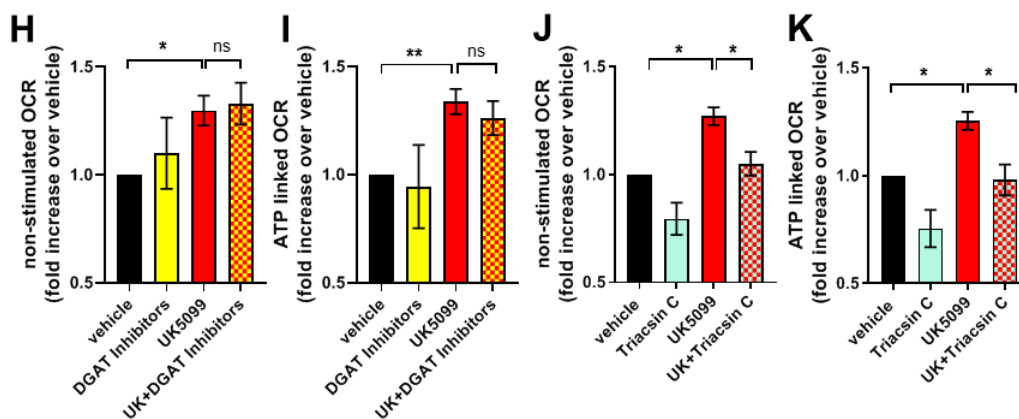 H
non-stimulated OCR
(fold increase over vehicle)
1.5
1.0
0.5
*
ns
vehicle
DGAT Inhibitors
UK5099
UK+DGAT Inhibitors
I
ATP linked OCR
(fold increase over vehicle)
1.5
1.0
0.5
**
ns
vehicle
DGAT Inhibitors
UK5099
UK+DGAT Inhibitors
J
non-stimulated OCR
(fold increase over vehicle)
1.5
1.0
0.5
*
*
vehicle
Triacsin C
UK5099
UK+Triacsin C
K
ATP linked OCR
(fold increase over vehicle)
1.5
1.0
0.5
*
*
vehicle
Triacsin C
UK5099
UK+Triacsin C